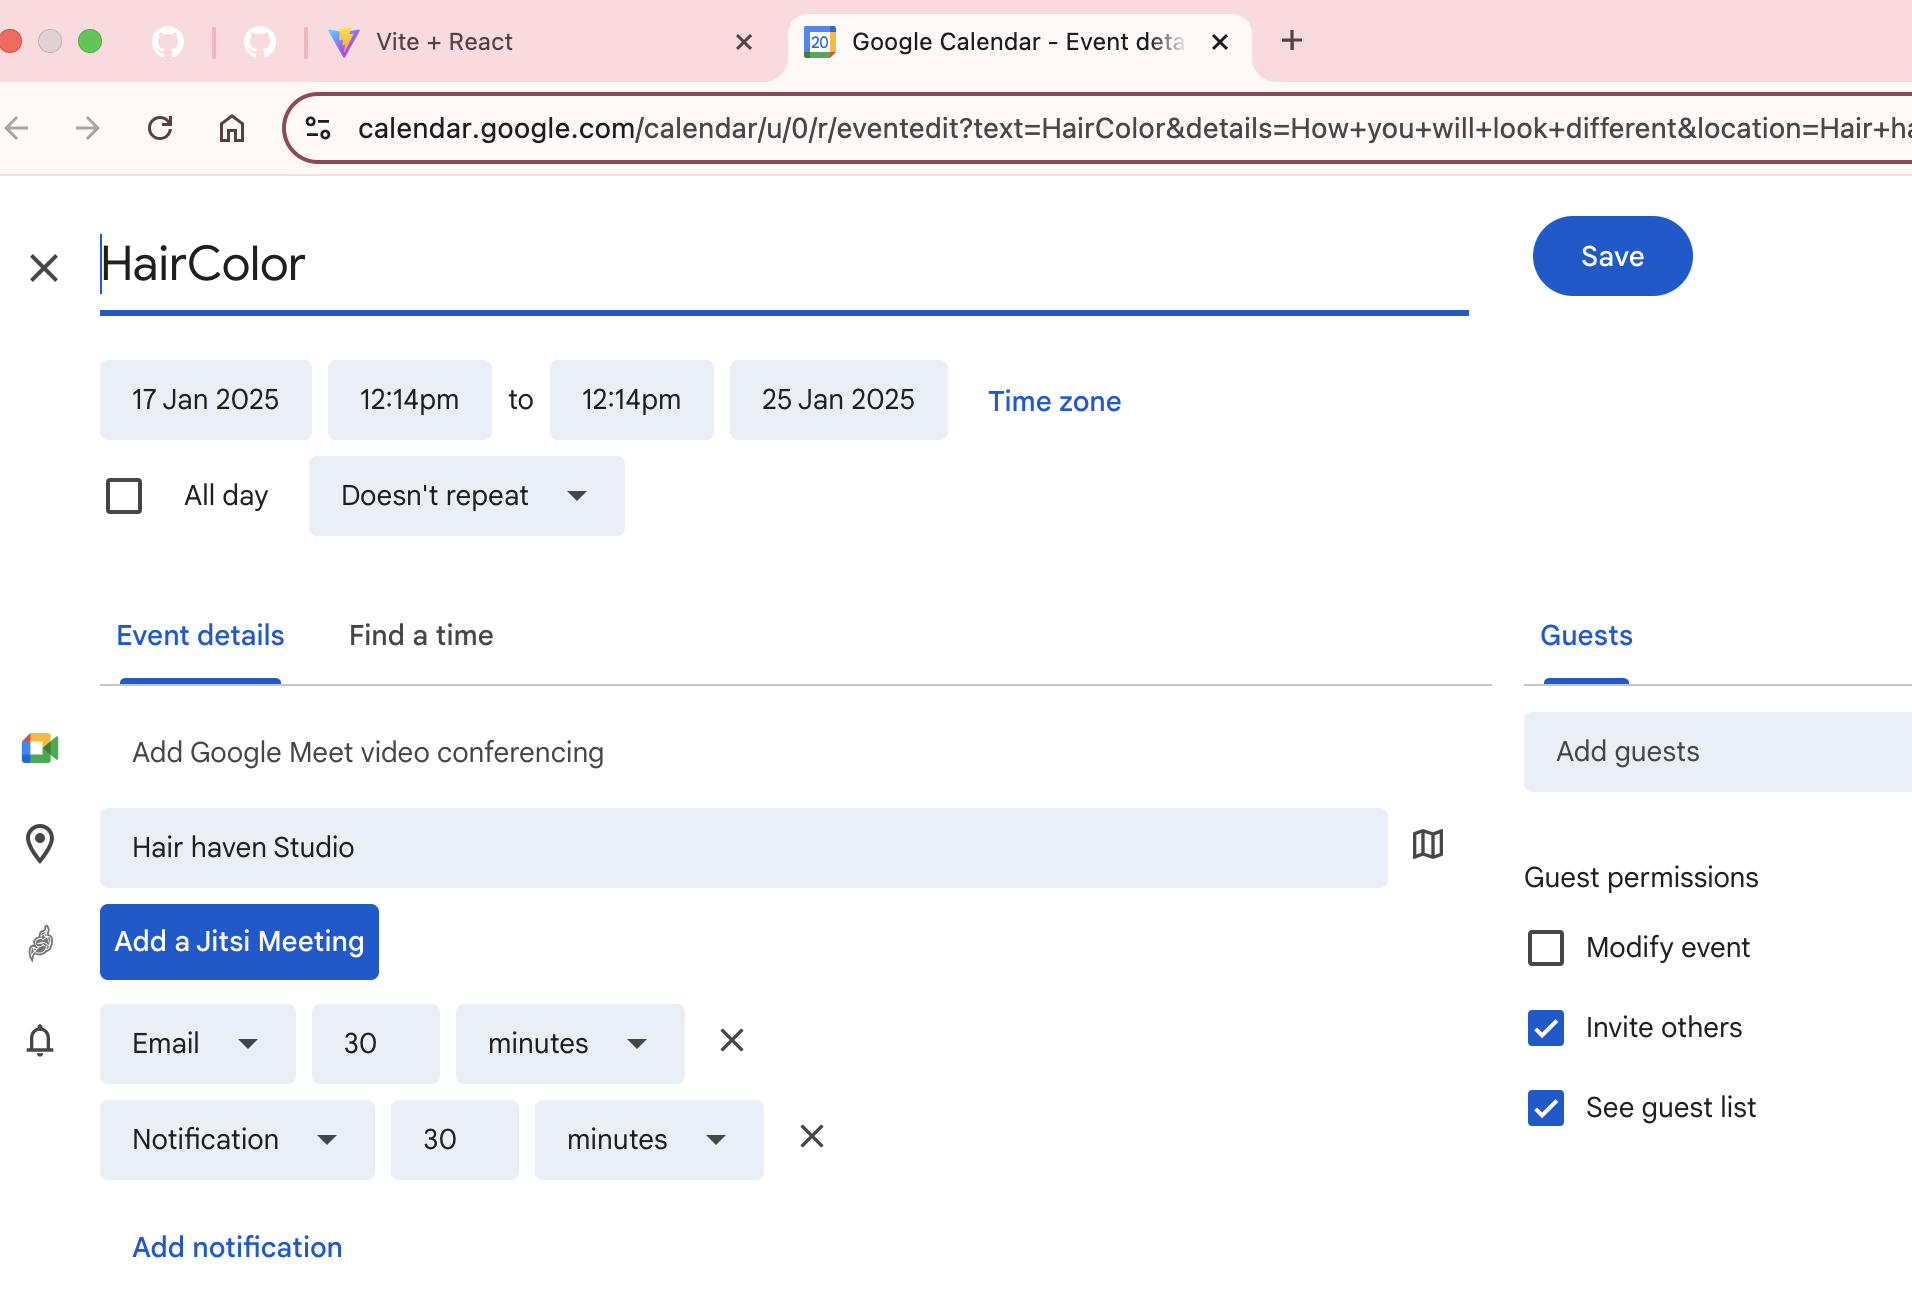 Vite + React
20
Google Calendar - Event deta
calendar.google.com/calendar/u/0/r/eventedit?text=HairColor&details=How+you+will+look+different&location=Hair+ha
HairColor
Save
17 Jan 2025 12:14pm to 12:14pm 25 Jan 2025 Time zone
All day Doesn't repeat
Event details Find a time
Guests
Add Google Meet video conferencing
Add guests
Hair haven Studio
Guest permissions
Add a Jitsi Meeting
Modify event
Email 30 minutes
Invite others
Notification 30 minutes
See guest list
Add notification